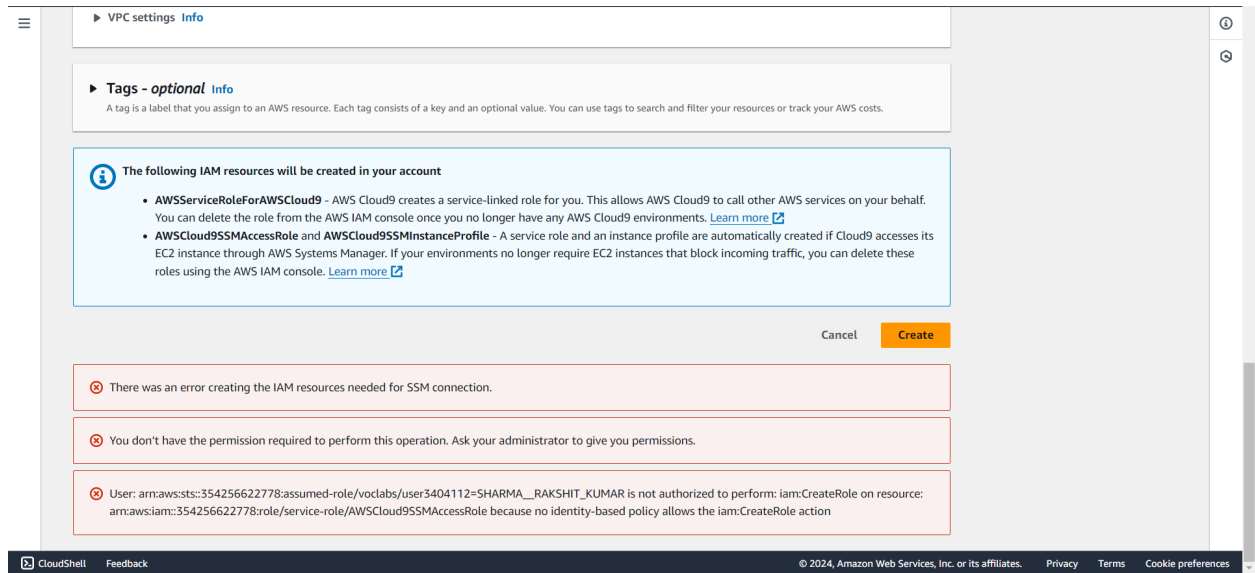 VPC settings Info
Tags - optional Info
A tag is a label that you assign to an AWS resource. Each tag consists of a key and an optional value. You can use tags to search and filter your resources or track your AWS costs.
The following IAM resources will be created in your account
• AWSServiceRoleForAWSCloud9 - AWS Cloud9 creates a service-linked role for you. This allows AWS Cloud9 to call other AWS services on your behalf.
You can delete the role from the AWS IAM console once you no longer have any AWS Cloud9 environments. Learn more
• AWSCloud9SSMAccessRole and AWSCloud9SSMInstanceProfile - A service role and an instance profile are automatically created if Cloud9 accesses its
EC2 instance through AWS Systems Manager. If your environments no longer require EC2 instances that block incoming traffic, you can delete these
roles using the AWS IAM console. Learn more
Cancel Create
There was an error creating the IAM resources needed for SSM connection.
You don't have the permission required to perform this operation. Ask your administrator to give you permissions.
User: arn:aws:sts::354256622778:assumed-role/voclabs/user3404112=SHARMA__RAKSHIT_KUMAR is not authorized to perform: iam:CreateRole on resource:
arn:aws:iam::354256622778:role/service-role/AWSCloud9SSMAccessRole because no identity-based policy allows the iam:CreateRole action
CloudShell Feedback © 2024, Amazon Web Services, Inc. or its affiliates. Privacy Terms Cookie preferences